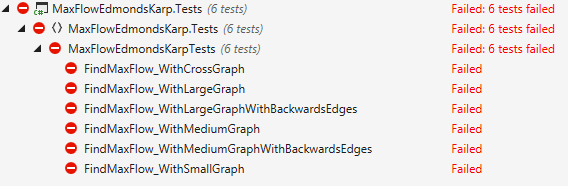 MaxFlowEdmondsKarp.Tests (6 tests) Failed: 6 tests failed
MaxFlowEdmondsKarp.Tests (6 tests) Failed: 6 tests failed
MaxFlowEdmondsKarpTests (6 tests) Failed: 6 tests failed
FindMaxFlow_WithCrossGraph Failed
FindMaxFlow_WithLargeGraph Failed
FindMaxFlow_WithLargeGraphWithBackwardsEdges Failed
FindMaxFlow_WithMediumGraph Failed
FindMaxFlow_WithMediumGraphWithBackwardsEdges Failed
FindMaxFlow_WithSmallGraph Failed